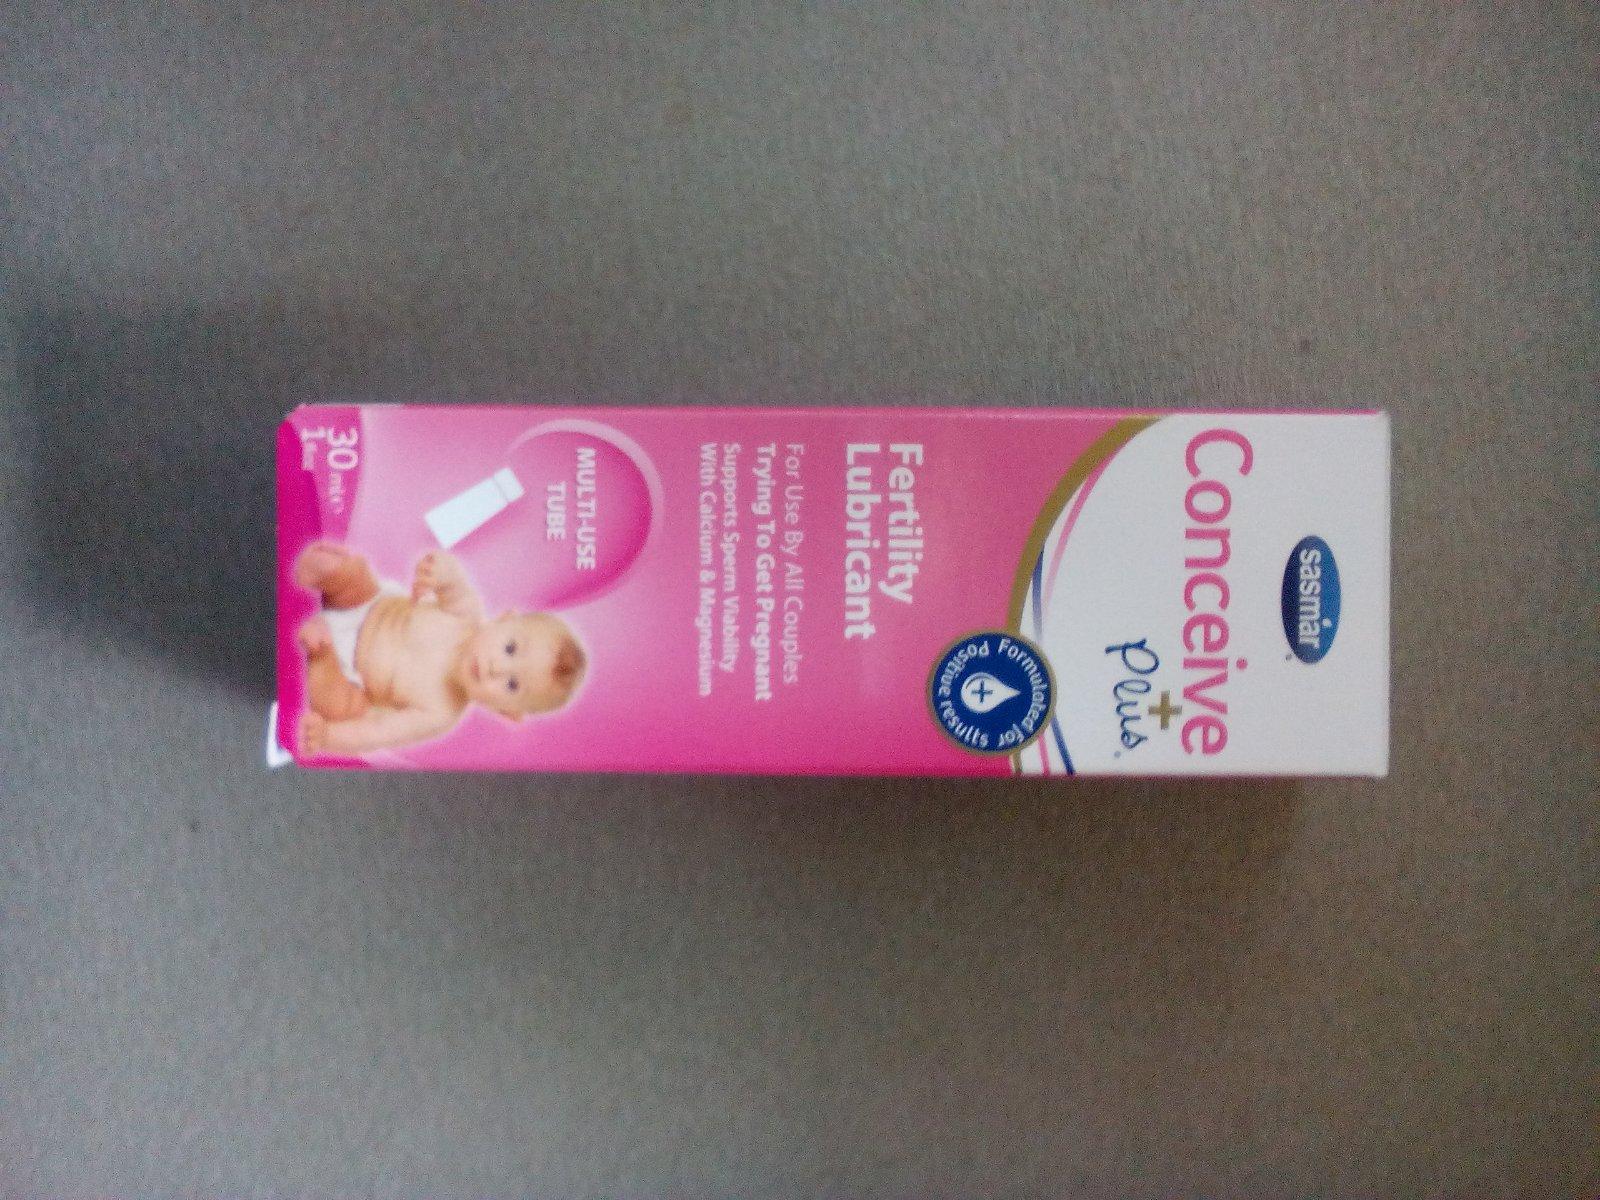 sasmar
Conceive
plus
Formulated for
positive results
Fertility
Lubricant
For Use By All Couples
Trying To Get Pregnant
Supports Sperm Viability
With Calcium & Magnesium
MULTI-USE
TUBE
30 ml ℮
1